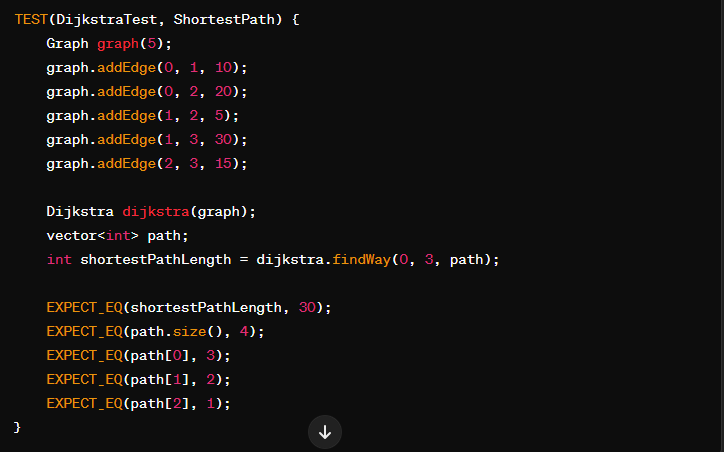 TEST(DijkstraTest, ShortestPath) {
    Graph graph(5);
    graph.addEdge(0, 1, 10);
    graph.addEdge(0, 2, 20);
    graph.addEdge(1, 2, 5);
    graph.addEdge(1, 3, 30);
    graph.addEdge(2, 3, 15);

    Dijkstra dijkstra(graph);
    vector<int> path;
    int shortestPathLength = dijkstra.findWay(0, 3, path);

    EXPECT_EQ(shortestPathLength, 30);
    EXPECT_EQ(path.size(), 4);
    EXPECT_EQ(path[0], 3);
    EXPECT_EQ(path[1], 2);
    EXPECT_EQ(path[2], 1);
}